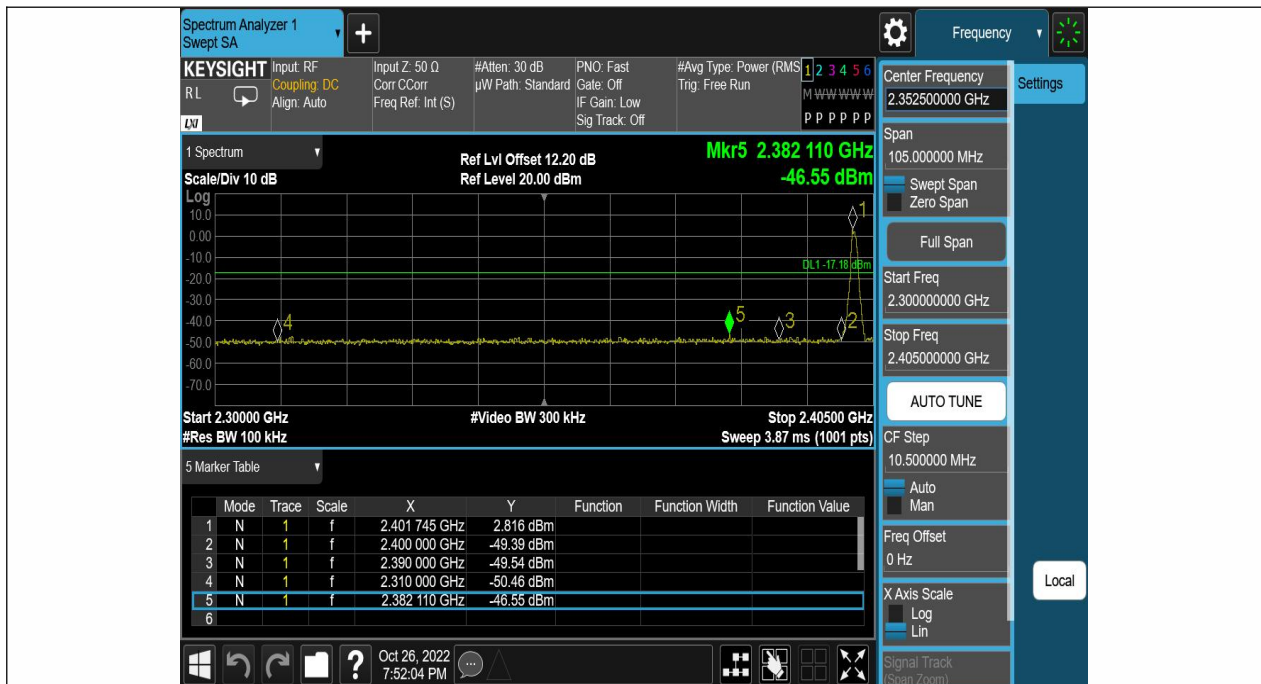 Spectrum Analyzer 1
Swept SA
+
Frequency
KEYSIGHT
RL
LXI
Input: RF
Coupling: DC
Align: Auto
Input Z: 50 Ω
Corr CCorr
Freq Ref: Int (S)
#Atten: 30 dB
µW Path: Standard
PNO: Fast
Gate: Off
IF Gain: Low
Sig Track: Off
#Avg Type: Power (RMS
Trig: Free Run
1 2 3 4 5 6
M W W W W W
P P P P P P
1 Spectrum
Scale/Div 10 dB
Ref Lvl Offset 12.20 dB
Ref Level 20.00 dBm
Mkr5 2.382 110 GHz
-46.55 dBm
Log
10.0
0.00
-10.0
-20.0
-30.0
-40.0
-50.0
-60.0
-70.0
1
DL1 -17.18 dBm
4
5
3
2
Start 2.30000 GHz
#Video BW 300 kHz
Stop 2.40500 GHz
#Res BW 100 kHz
Sweep 3.87 ms (1001 pts)
5 Marker Table
Mode Trace Scale X Y Function Function Width Function Value
1 N 1 f 2.401 745 GHz 2.816 dBm
2 N 1 f 2.400 000 GHz -49.39 dBm
3 N 1 f 2.390 000 GHz -49.54 dBm
4 N 1 f 2.310 000 GHz -50.46 dBm
5 N 1 f 2.382 110 GHz -46.55 dBm
6
?
Oct 26, 2022
7:52:04 PM
Center Frequency
2.352500000 GHz
Span
105.000000 MHz
Swept Span
Zero Span
Full Span
Start Freq
2.300000000 GHz
Stop Freq
2.405000000 GHz
AUTO TUNE
CF Step
10.500000 MHz
Auto
Man
Freq Offset
0 Hz
X Axis Scale
Log
Lin
Signal Track
(Span Zoom)
Settings
Local